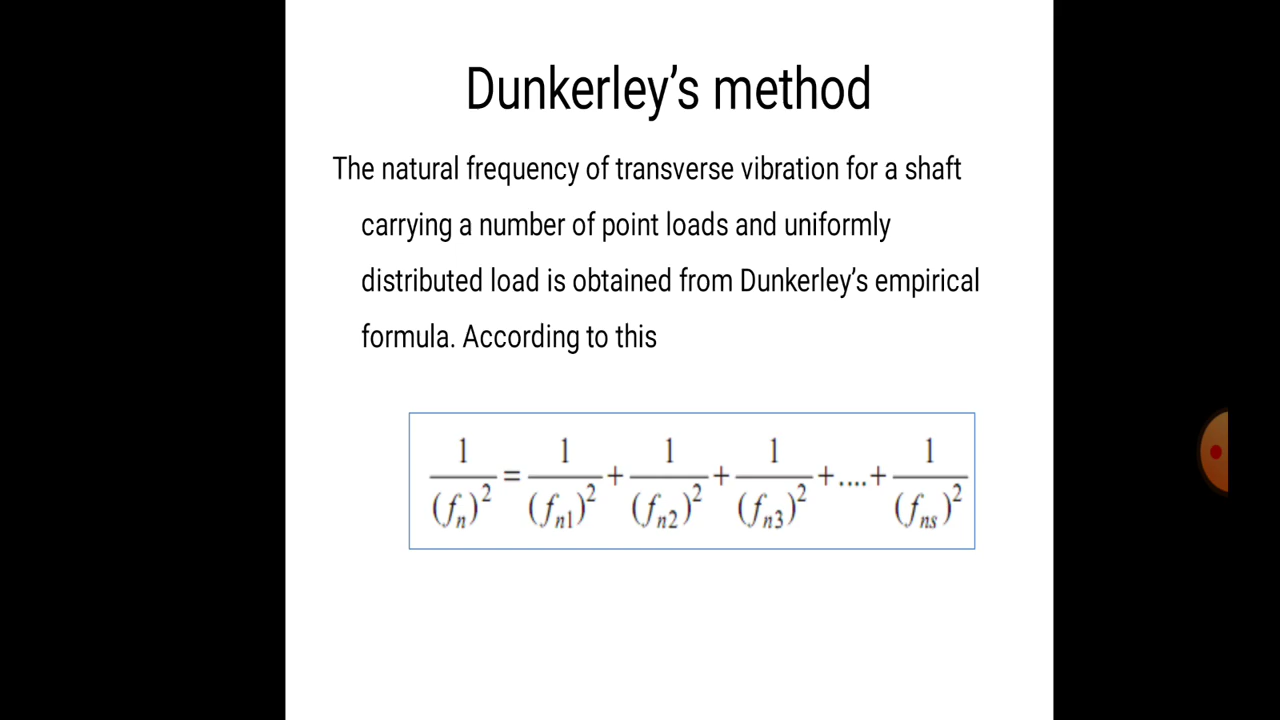 Dunkerley's method
The natural frequency of transverse vibration for a shaft
carrying a number of point loads and uniformly
distributed load is obtained from Dunkerley's empirical
formula. According to this
1/(fn)² = 1/(fn1)² + 1/(fn2)² + 1/(fn3)² + .... + 1/(fns)²